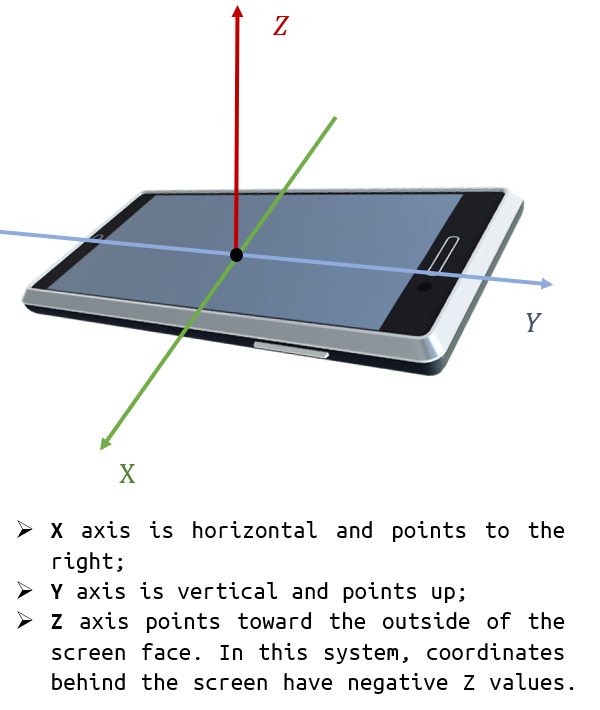 Z
Y
X
➢ X axis is horizontal and points to the
right;
➢ Y axis is vertical and points up;
➢ Z axis points toward the outside of the
screen face. In this system, coordinates
behind the screen have negative Z values.